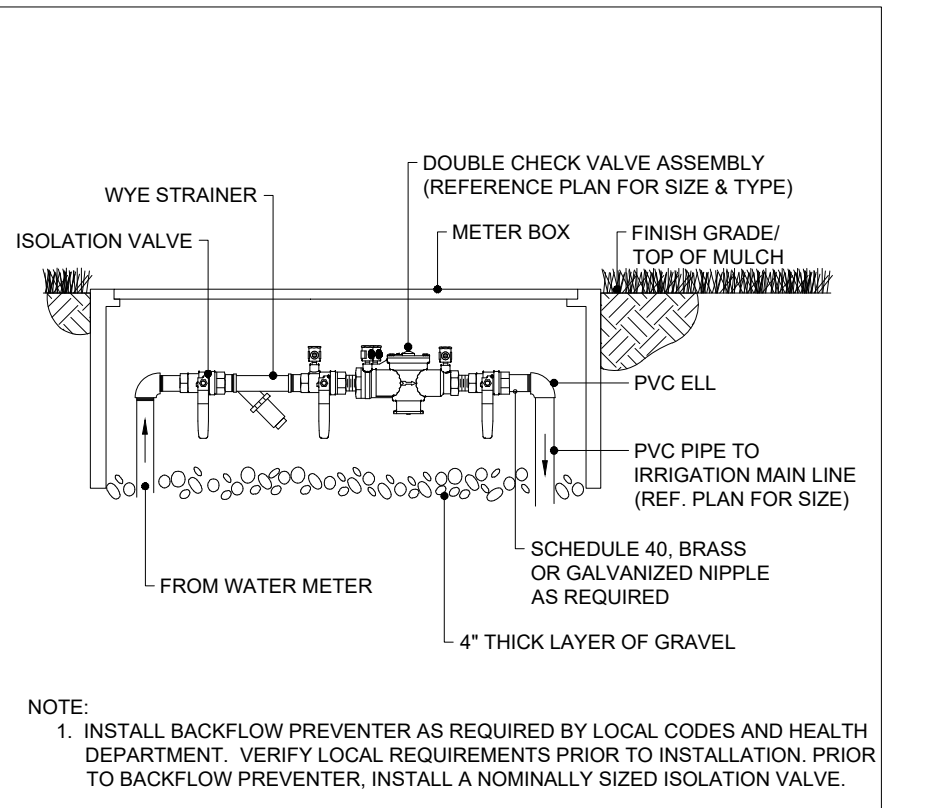 DOUBLE CHECK VALVE ASSEMBLY
(REFERENCE PLAN FOR SIZE & TYPE)
WYE STRAINER
METER BOX
FINISH GRADE/
TOP OF MULCH
ISOLATION VALVE
PVC ELL
PVC PIPE TO
IRRIGATION MAIN LINE
(REF. PLAN FOR SIZE)
SCHEDULE 40, BRASS
OR GALVANIZED NIPPLE
AS REQUIRED
FROM WATER METER
4" THICK LAYER OF GRAVEL
NOTE:
1. INSTALL BACKFLOW PREVENTER AS REQUIRED BY LOCAL CODES AND HEALTH
DEPARTMENT. VERIFY LOCAL REQUIREMENTS PRIOR TO INSTALLATION. PRIOR
TO BACKFLOW PREVENTER, INSTALL A NOMINALLY SIZED ISOLATION VALVE.